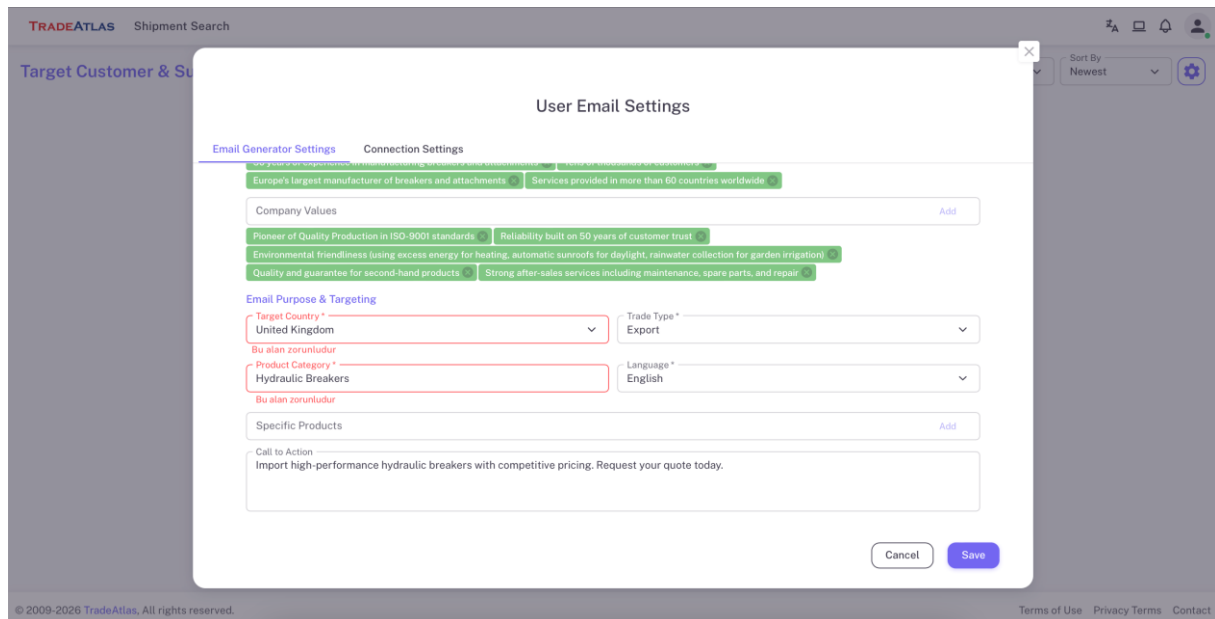 TRADEATLAS Shipment Search
Target Customer & Su
Sort By
Newest
User Email Settings
Email Generator Settings Connection Settings
Europe's largest manufacturer of breakers and attachments Services provided in more than 60 countries worldwide
Company Values Add
Pioneer of Quality Production in ISO-9001 standards Reliability built on 50 years of customer trust
Environmental friendliness (using excess energy for heating, automatic sunroofs for daylight, rainwater collection for garden irrigation)
Quality and guarantee for second-hand products Strong after-sales services including maintenance, spare parts, and repair
Email Purpose & Targeting
Target Country * Trade Type *
United Kingdom Export
Bu alan zorunludur
Product Category * Language *
Hydraulic Breakers English
Bu alan zorunludur
Specific Products Add
Call to Action
Import high-performance hydraulic breakers with competitive pricing. Request your quote today.
Cancel Save
© 2009-2026 TradeAtlas, All rights reserved. Terms of Use Privacy Terms Contact